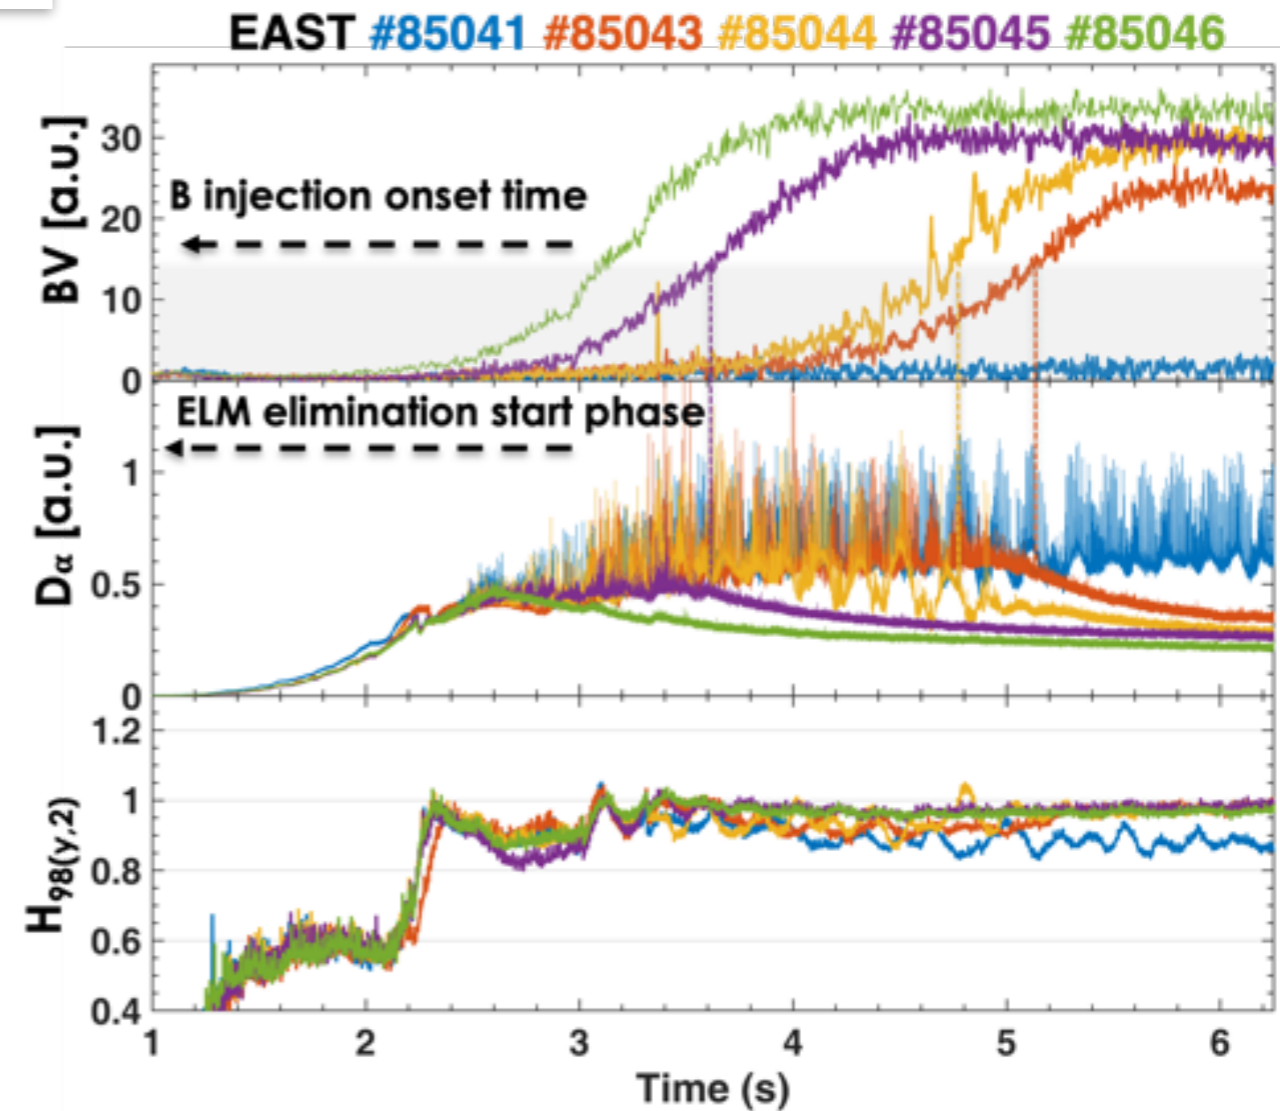 EAST #85041 #85043 #85044 #85045 #85046
BV [a.u.]
30
20
10
0
B injection onset time
Dα [a.u.]
1
0.5
0
ELM elimination start phase
H98(y,2)
1.2
1
0.8
0.6
0.4
1 2 3 4 5 6
Time (s)